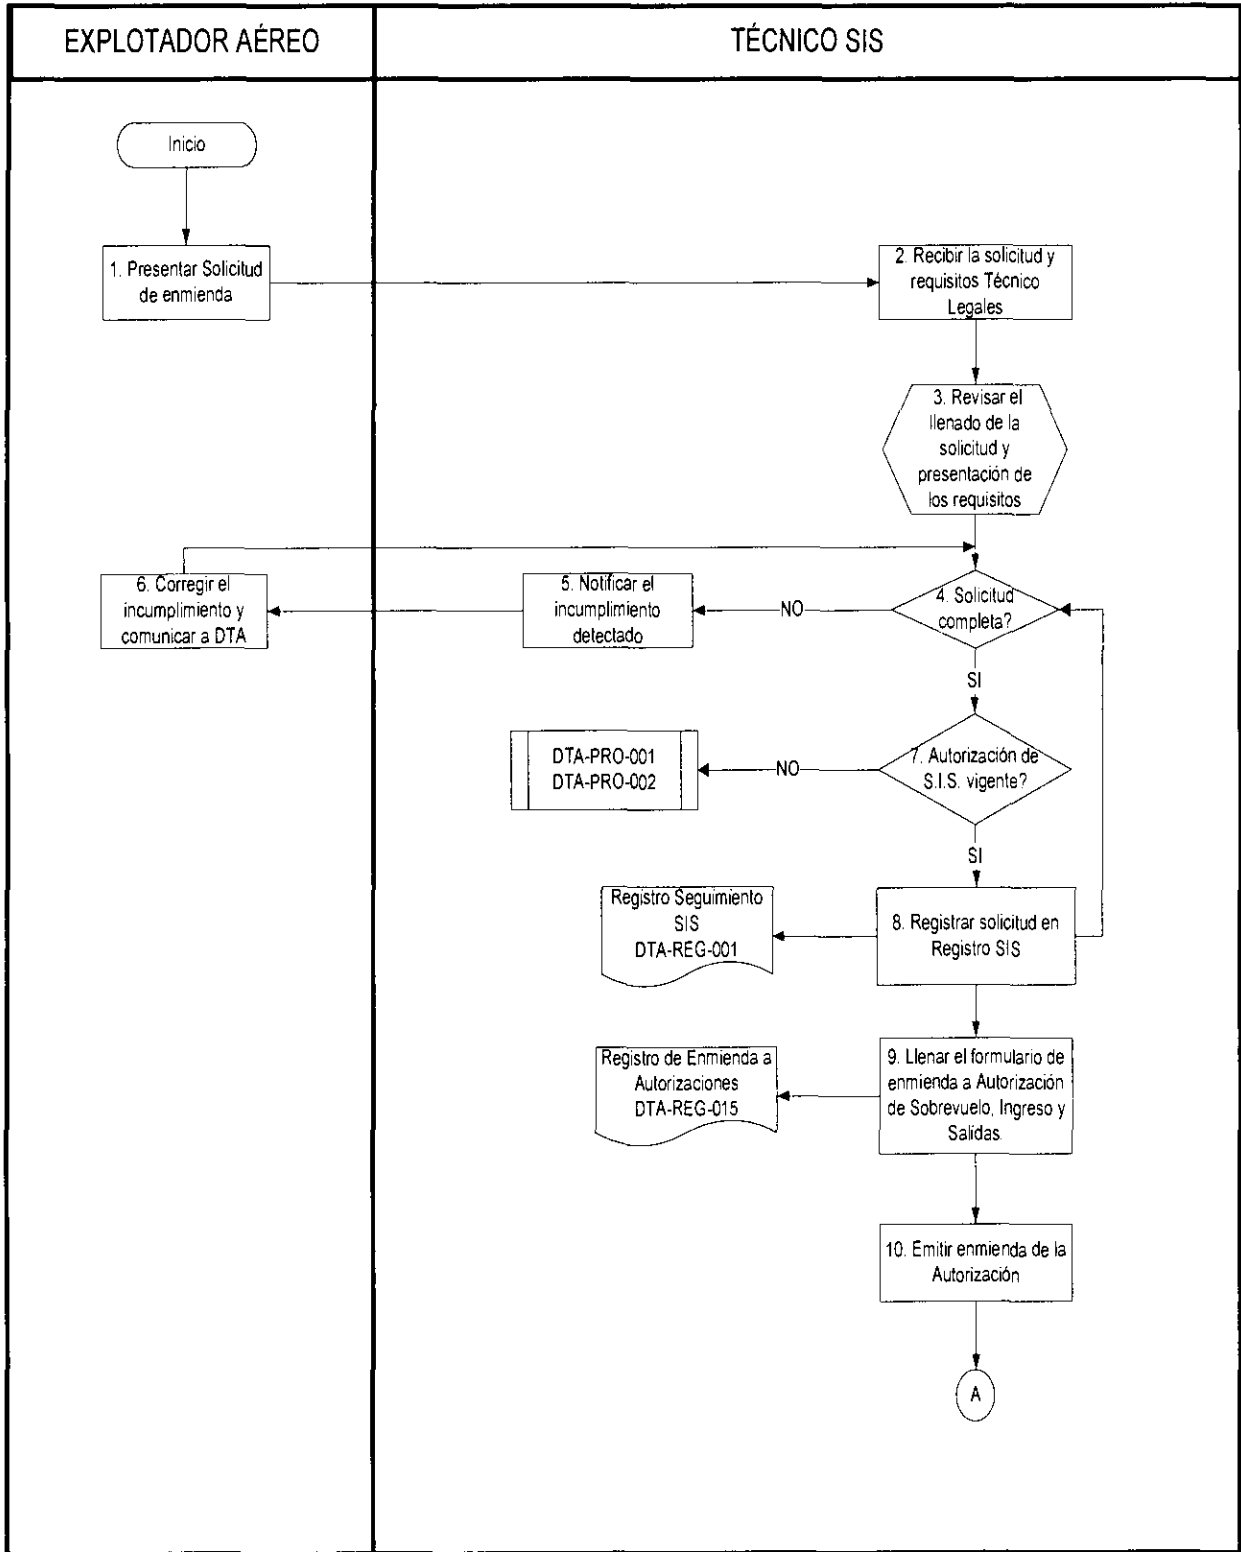 EXPLOTADOR AÉREO
TÉCNICO SIS
Inicio
1. Presentar Solicitud
de enmienda
2. Recibir la solicitud y
requisitos Técnico
Legales
3. Revisar el
llenado de la
solicitud y
presentación de
los requisitos
4. Solicitud
completa?
NO
5. Notificar el
incumplimiento
detectado
6. Corregir el
incumplimiento y
comunicar a DTA
SI
7. Autorización de
S.I.S. vigente?
NO
DTA-PRO-001
DTA-PRO-002
SI
8. Registrar solicitud en
Registro SIS
Registro Seguimiento
SIS
DTA-REG-001
9. Llenar el formulario de
enmienda a Autorización
de Sobrevuelo, Ingreso y
Salidas.
Registro de Enmienda a
Autorizaciones
DTA-REG-015
10. Emitir enmienda de la
Autorización
A